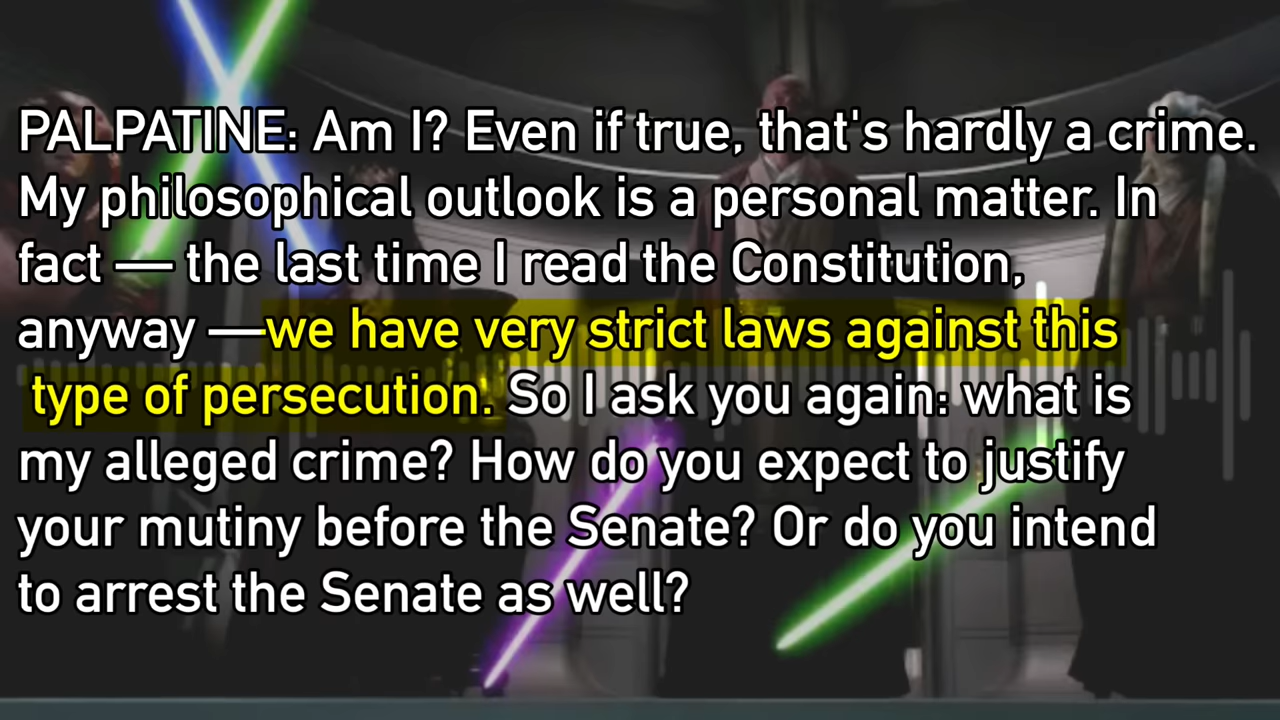 PALPATINE: Am I? Even if true, that's hardly a crime.
My philosophical outlook is a personal matter. In
fact — the last time I read the Constitution,
anyway —we have very strict laws against this
type of persecution. So I ask you again: what is
my alleged crime? How do you expect to justify
your mutiny before the Senate? Or do you intend
to arrest the Senate as well?